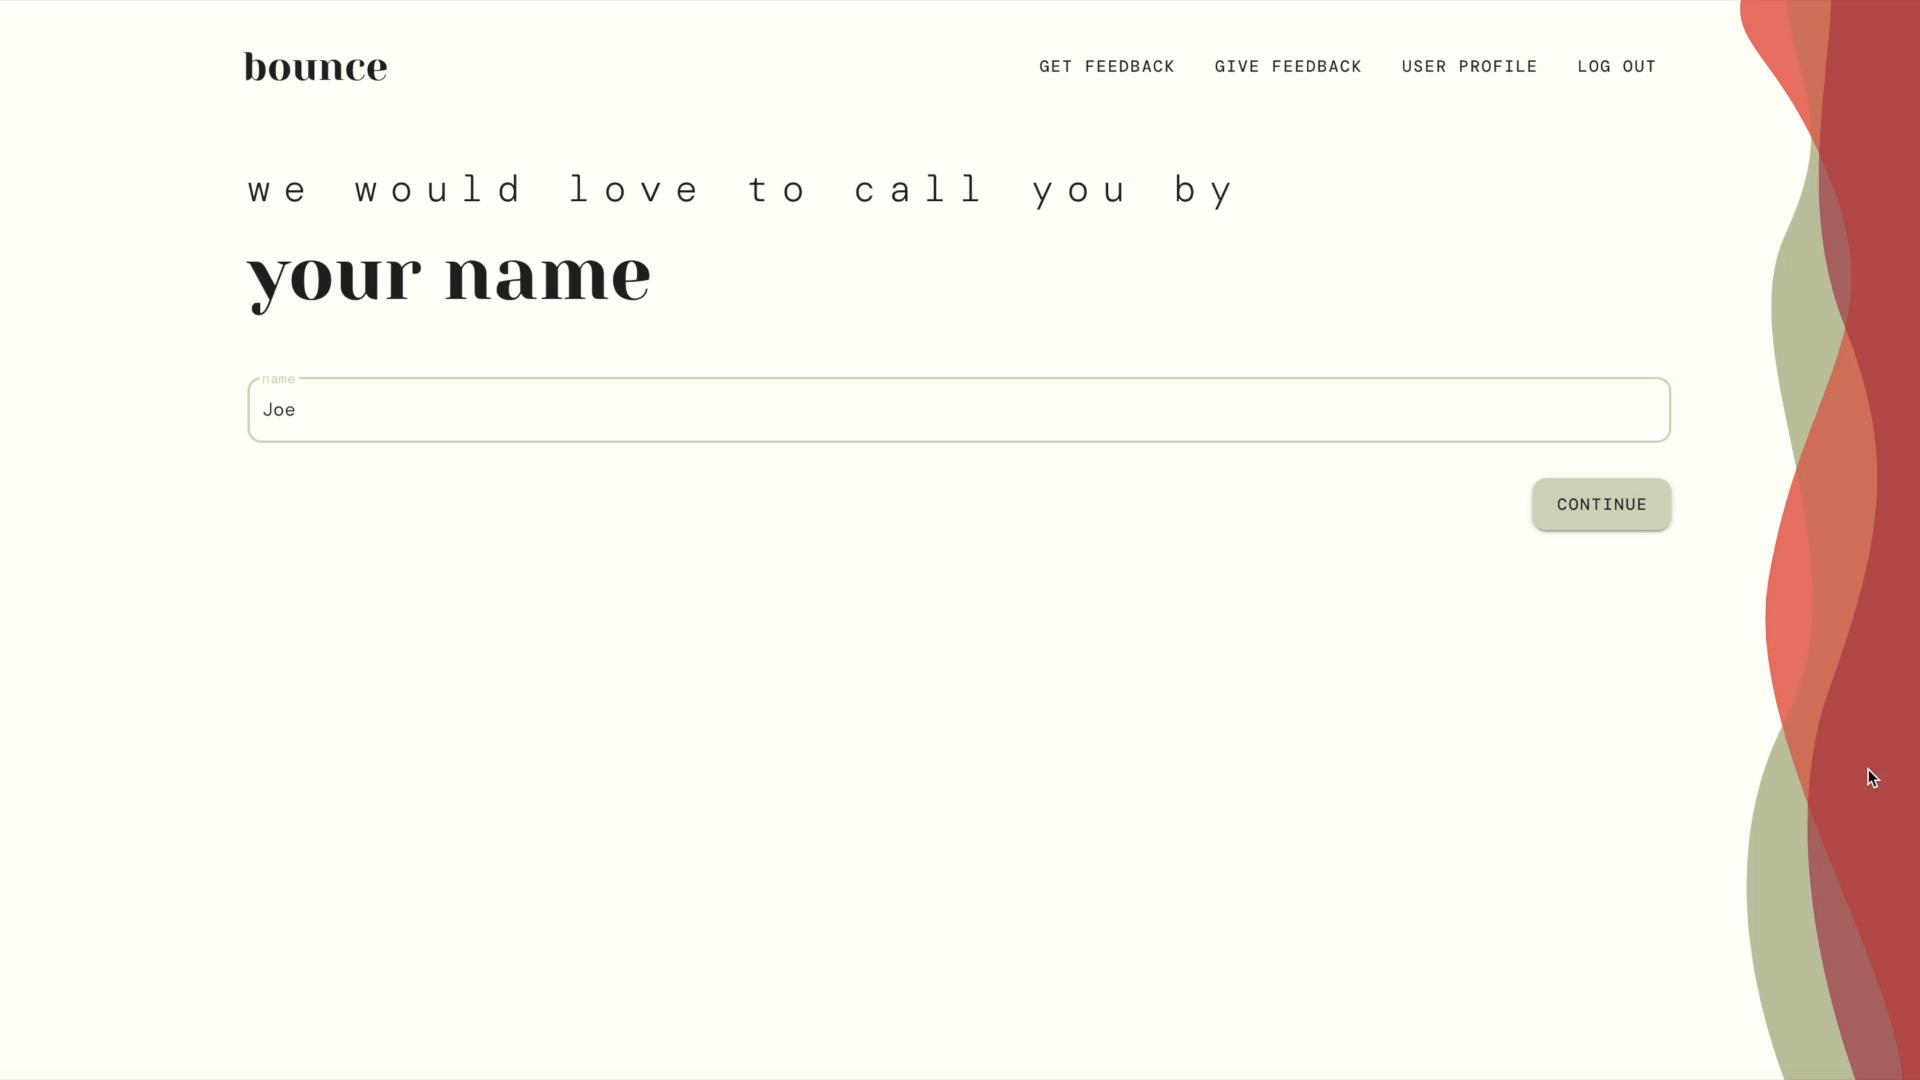 bounce
GET FEEDBACK GIVE FEEDBACK USER PROFILE LOG OUT
we would love to call you by
your name
name
Joe
CONTINUE